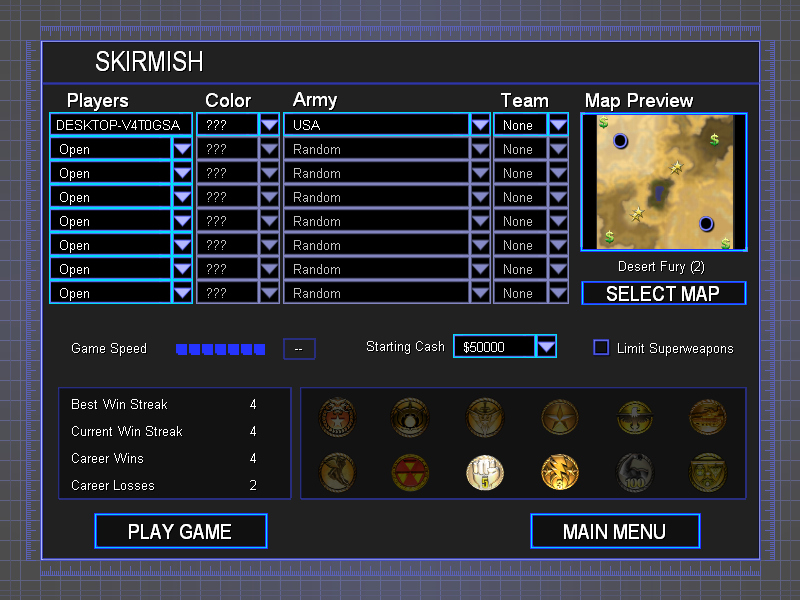 SKIRMISH
Players Color Army Team Map Preview
DESKTOP-V4T0GSA ??? USA None
Open ??? Random None
Open ??? Random None
Open ??? Random None
Open ??? Random None
Open ??? Random None
Open ??? Random None
Open ??? Random None
$
$
$
$
Desert Fury (2)
SELECT MAP
Game Speed -- Starting Cash $50000 Limit Superweapons
Best Win Streak 4
Current Win Streak 4
Career Wins 4
Career Losses 2
100
5
3
PLAY GAME MAIN MENU